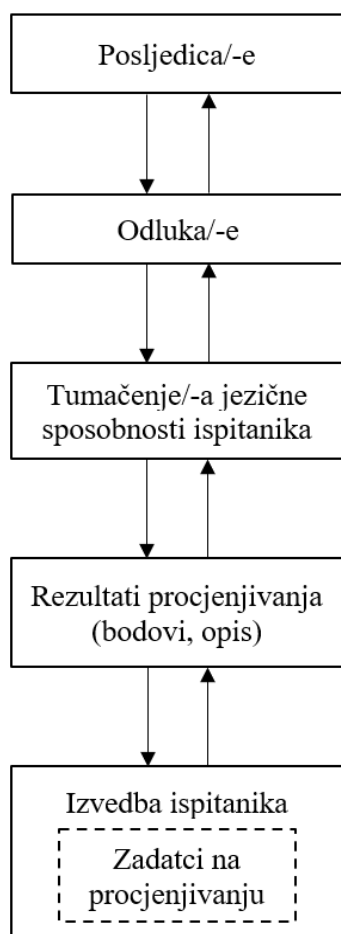 Posljedica/-e
Odluka/-e
Tumačenje/-a jezične
sposobnosti ispitanika
Rezultati procjenjivanja
(bodovi, opis)
Izvedba ispitanika
Zadatci na
procjenjivanju